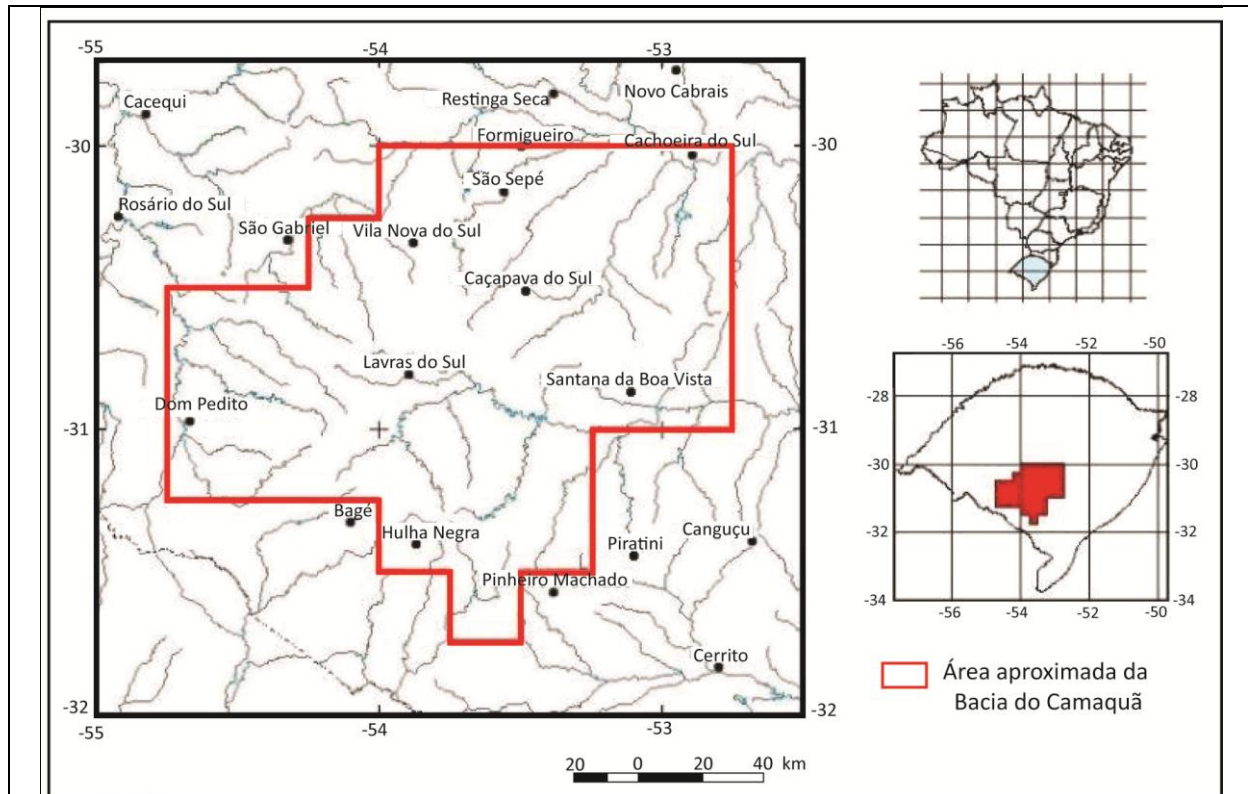 -55
-54
-53
Cacequi
Restinga Seca
Novo Cabrais
Formigueiro
Cachoeira do Sul
-30
-30
São Sepé
Rosário do Sul
São Gabriel
Vila Nova do Sul
Caçapava do Sul
Lavras do Sul
Santana da Boa Vista
Dom Pedito
-31
-31
Bagé
Hulha Negra
Piratini
Canguçu
Pinheiro Machado
Cerrito
-32
-32
-55
-54
-53
20 0 20 40 km
-56 -54 -52 -50
-28
-28
-30
-30
-32
-32
-34
-34
-56 -54 -52 -50
Área aproximada da
Bacia do Camaquã